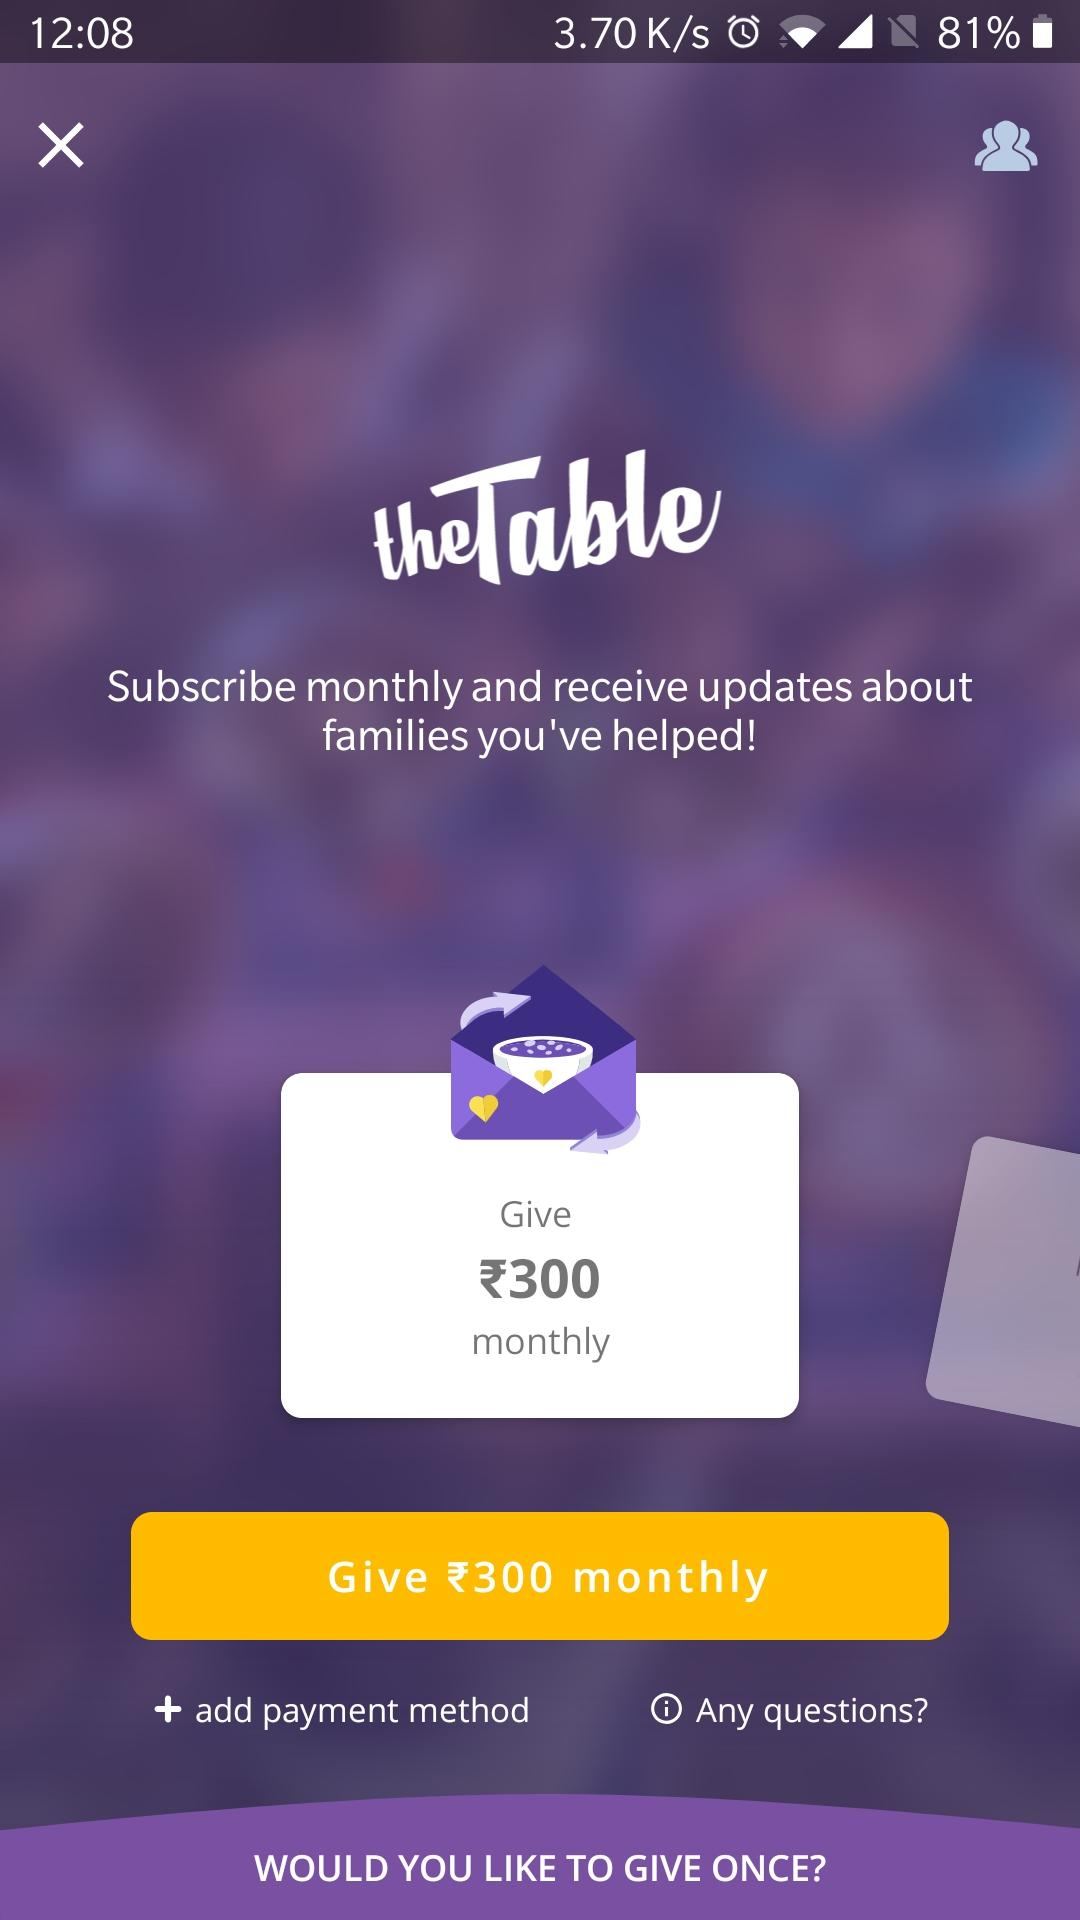 12:08
3.70 K/s
81%
theTable
Subscribe monthly and receive updates about
families you've helped!
Give
₹300
monthly
Give ₹300 monthly
add payment method
Any questions?
WOULD YOU LIKE TO GIVE ONCE?